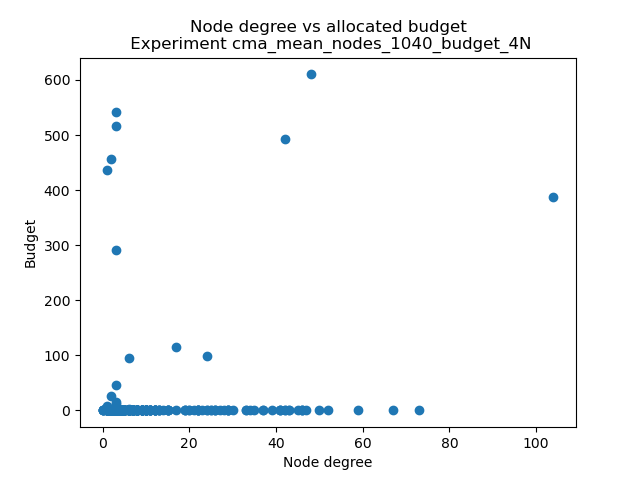 Node degree vs allocated budget
Experiment cma_mean_nodes_1040_budget_4N
600
500
400
300
200
100
0
Budget
0 20 40 60 80 100
Node degree